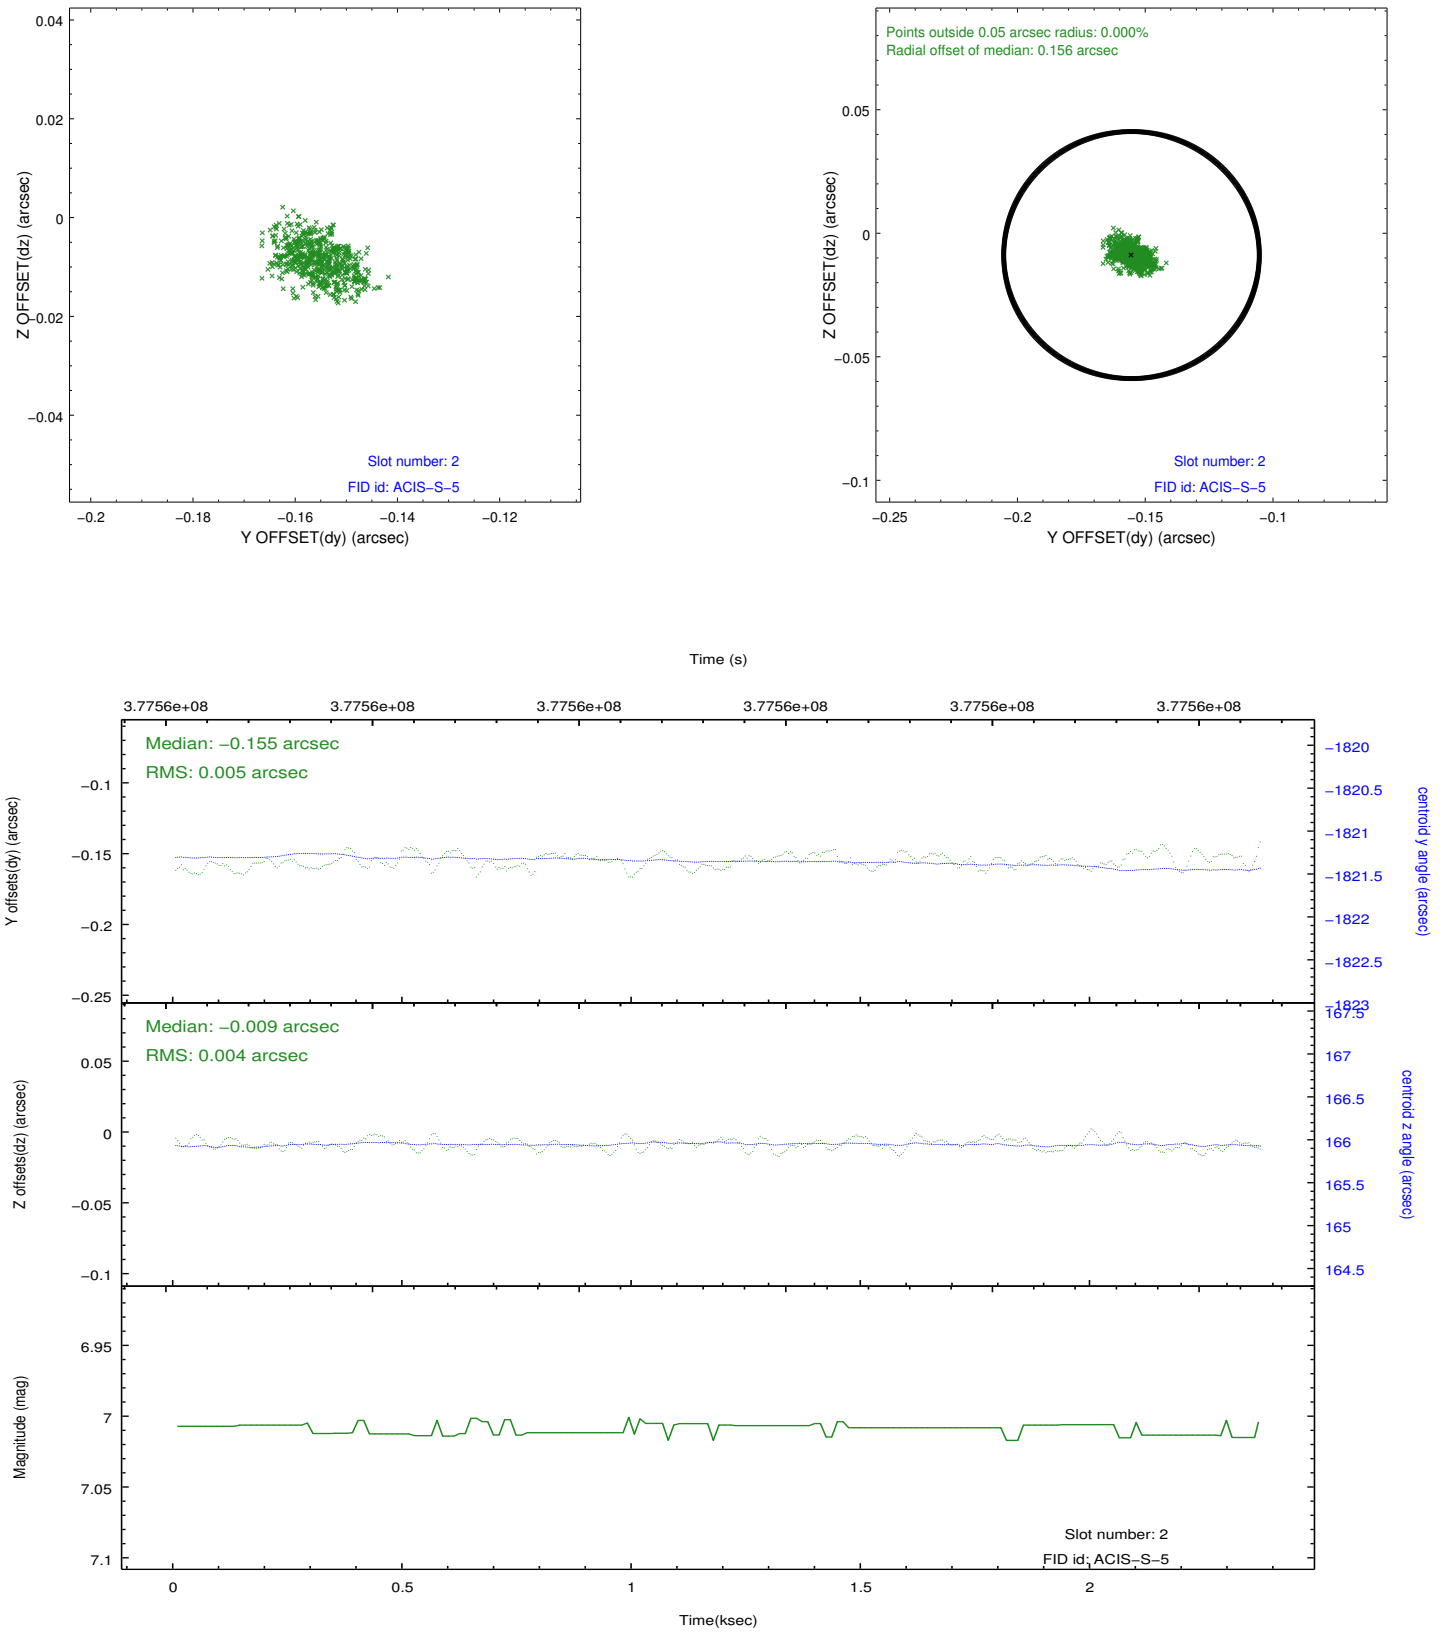 0.04
0.02
0
−0.02
−0.04
Z OFFSET(dz) (arcsec)
Slot number: 2
FID id: ACIS−S−5
−0.2
−0.18
−0.16
−0.14
−0.12
Y OFFSET(dy) (arcsec)
Points outside 0.05 arcsec radius: 0.000%
Radial offset of median: 0.156 arcsec
0.05
0
−0.05
−0.1
Z OFFSET(dz) (arcsec)
Slot number: 2
FID id: ACIS−S−5
−0.25
−0.2
−0.15
−0.1
Y OFFSET(dy) (arcsec)
Time (s)
3.7756e+08
3.7756e+08
3.7756e+08
3.7756e+08
3.7756e+08
3.7756e+08
Median: −0.155 arcsec
RMS: 0.005 arcsec
−0.1
−0.15
−0.2
−0.25
Y offsets(dy) (arcsec)
−1820
−1820.5
−1821
−1821.5
−1822
−1822.5
−1823
centroid y angle (arcsec)
Median: −0.009 arcsec
RMS: 0.004 arcsec
0.05
0
−0.05
−0.1
Z offsets(dz) (arcsec)
167.5
167
166.5
166
165.5
165
164.5
centroid z angle (arcsec)
6.95
7
7.05
7.1
Magnitude (mag)
Slot number: 2
FID id: ACIS−S−5
0
0.5
1
1.5
2
Time(ksec)